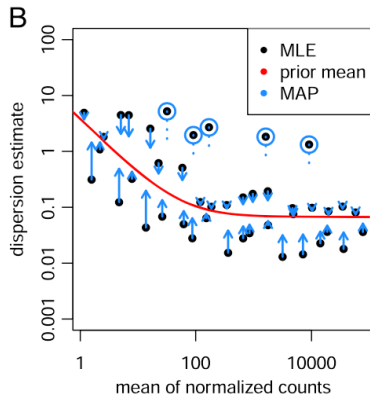 B
MLE
prior mean
MAP
dispersion estimate
100
10
1
0.1
0.01
0.001
1
100
10000
mean of normalized counts